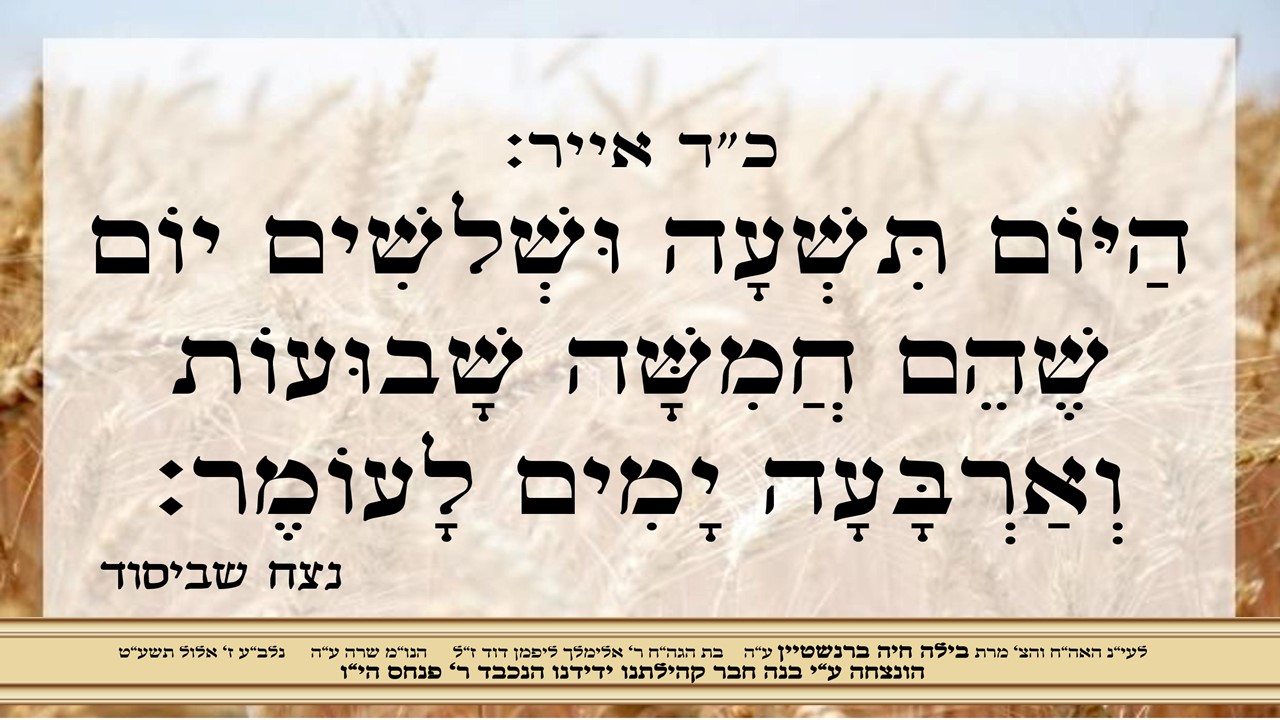 כ״ד אייר:
הַיּוֹם תִּשְׁעָה וּשְׁלשִׁים יוֹם
שֶׁהֵם חֲמִשָּׁה שָׁבוּעוֹת
וְאַרְבָּעָה יָמִים לָעוֹמֶר:
נצח שביסוד
לעי״נ האה״ח והצ׳ מרת בילה חיה ברנשטיין ע״ה בת הגה״ח ר׳ אלימלך ליפמן דוד ז״ל הנו״מ שרה ע״ה נלב״ע ז׳ אלול תשע״ט
הונצחה ע״י בנה חבר קהילתנו ידידנו הנכבד ר׳ פנחס הי״ו